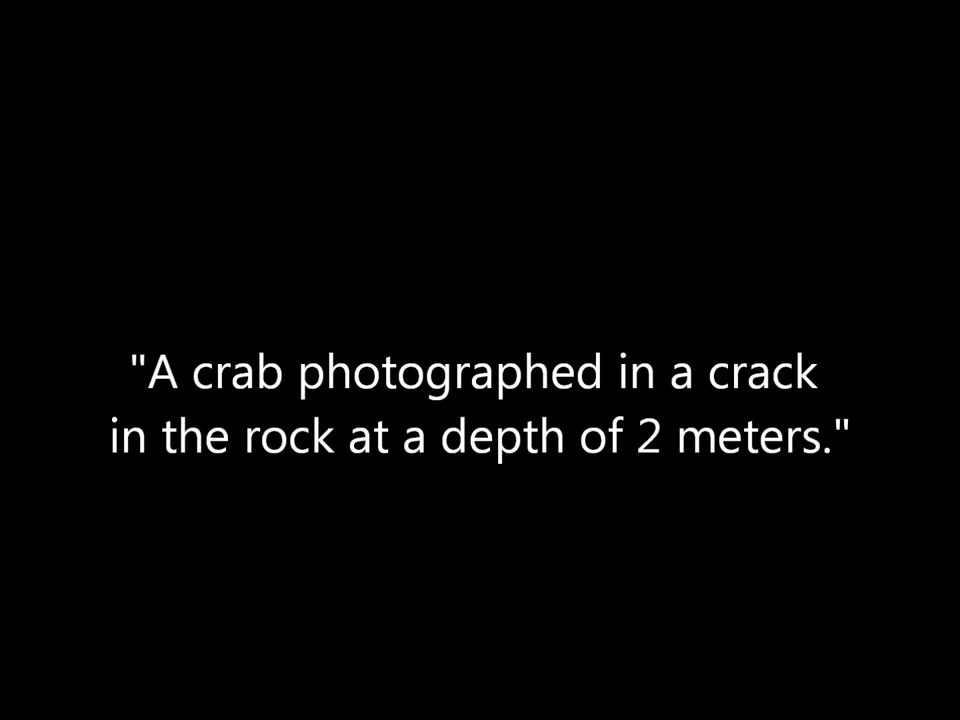 "A crab photographed in a crack
in the rock at a depth of 2 meters."